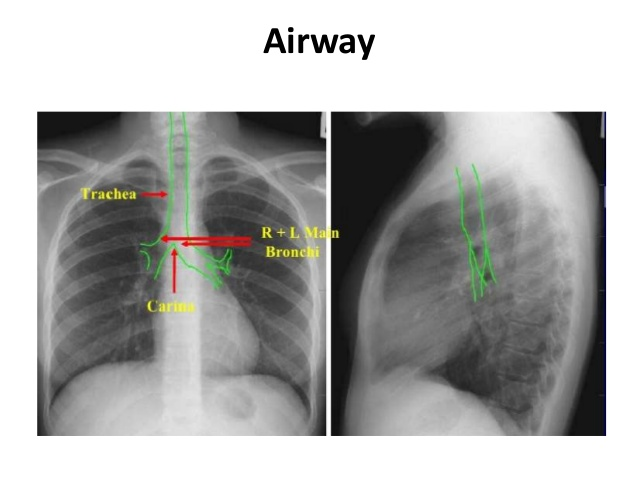 Airway
Trachea
R + L Main
Bronchi
Carina